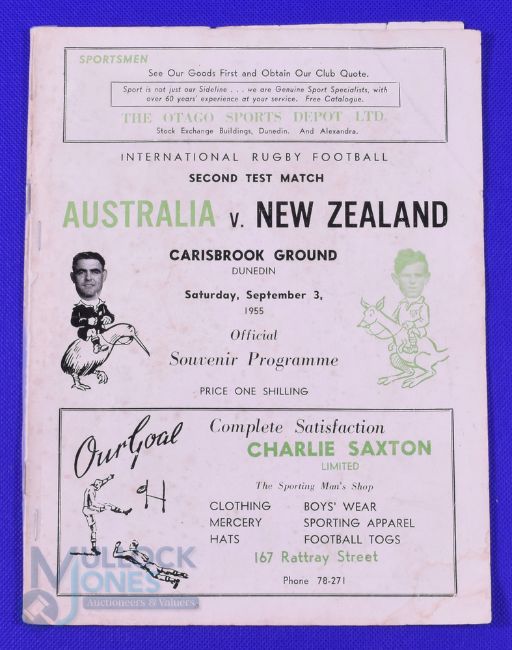 SPORTSMEN
See Our Goods First and Obtain Our Club Quote.
Sport is not just our Sideline . . . we are Genuine Sport Specialists, with
over 60 years' experience at your service. Free Catalogue.
THE OTAGO SPORTS DEPOT LTD.
Stock Exchange Buildings, Dunedin. And Alexandra.
INTERNATIONAL RUGBY FOOTBALL
SECOND TEST MATCH
AUSTRALIA v. NEW ZEALAND
CARISBROOK GROUND
DUNEDIN
Saturday, September 3,
1955
Official
Souvenir Programme
PRICE ONE SHILLING
Our Goal
Complete Satisfaction
CHARLIE SAXTON
LIMITED
The Sporting Man's Shop
CLOTHING BOYS' WEAR
MERCERY SPORTING APPAREL
HATS FOOTBALL TOGS
167 Rattray Street
Phone 78-271
MULLOCK
JONES
Auctioneers & Valuers